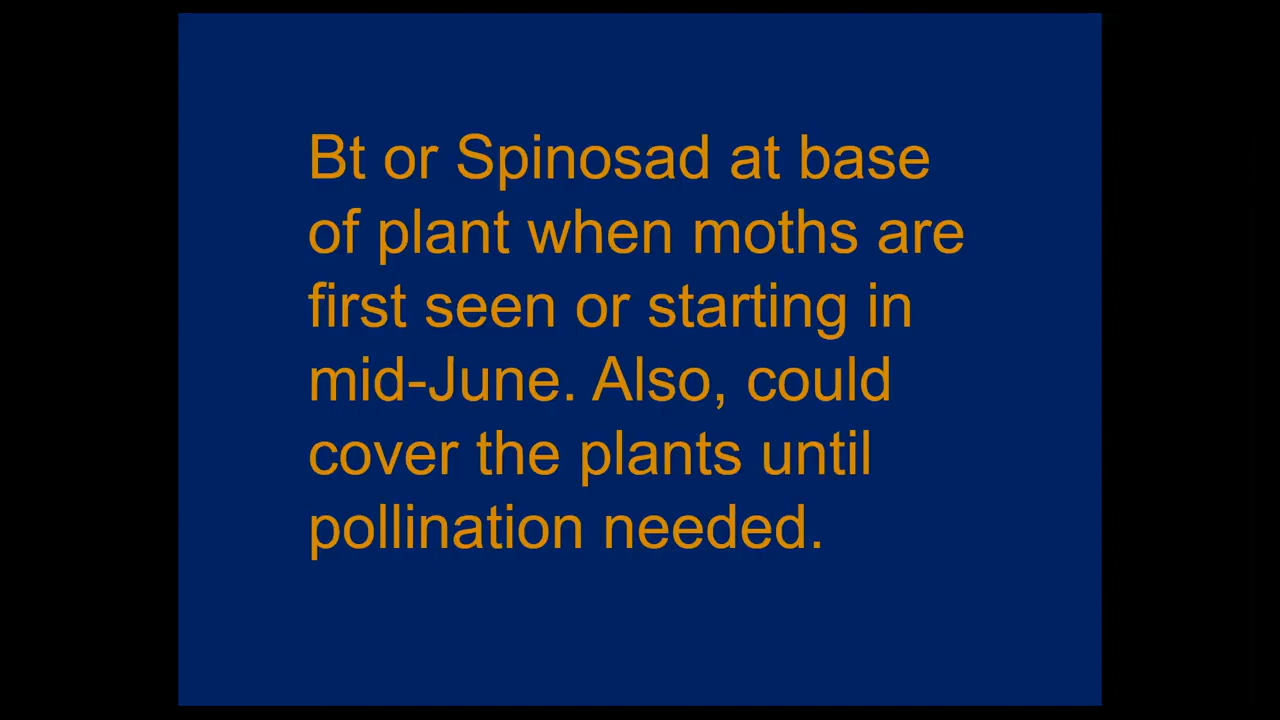 Bt or Spinosad at base
of plant when moths are
first seen or starting in
mid-June. Also, could
cover the plants until
pollination needed.